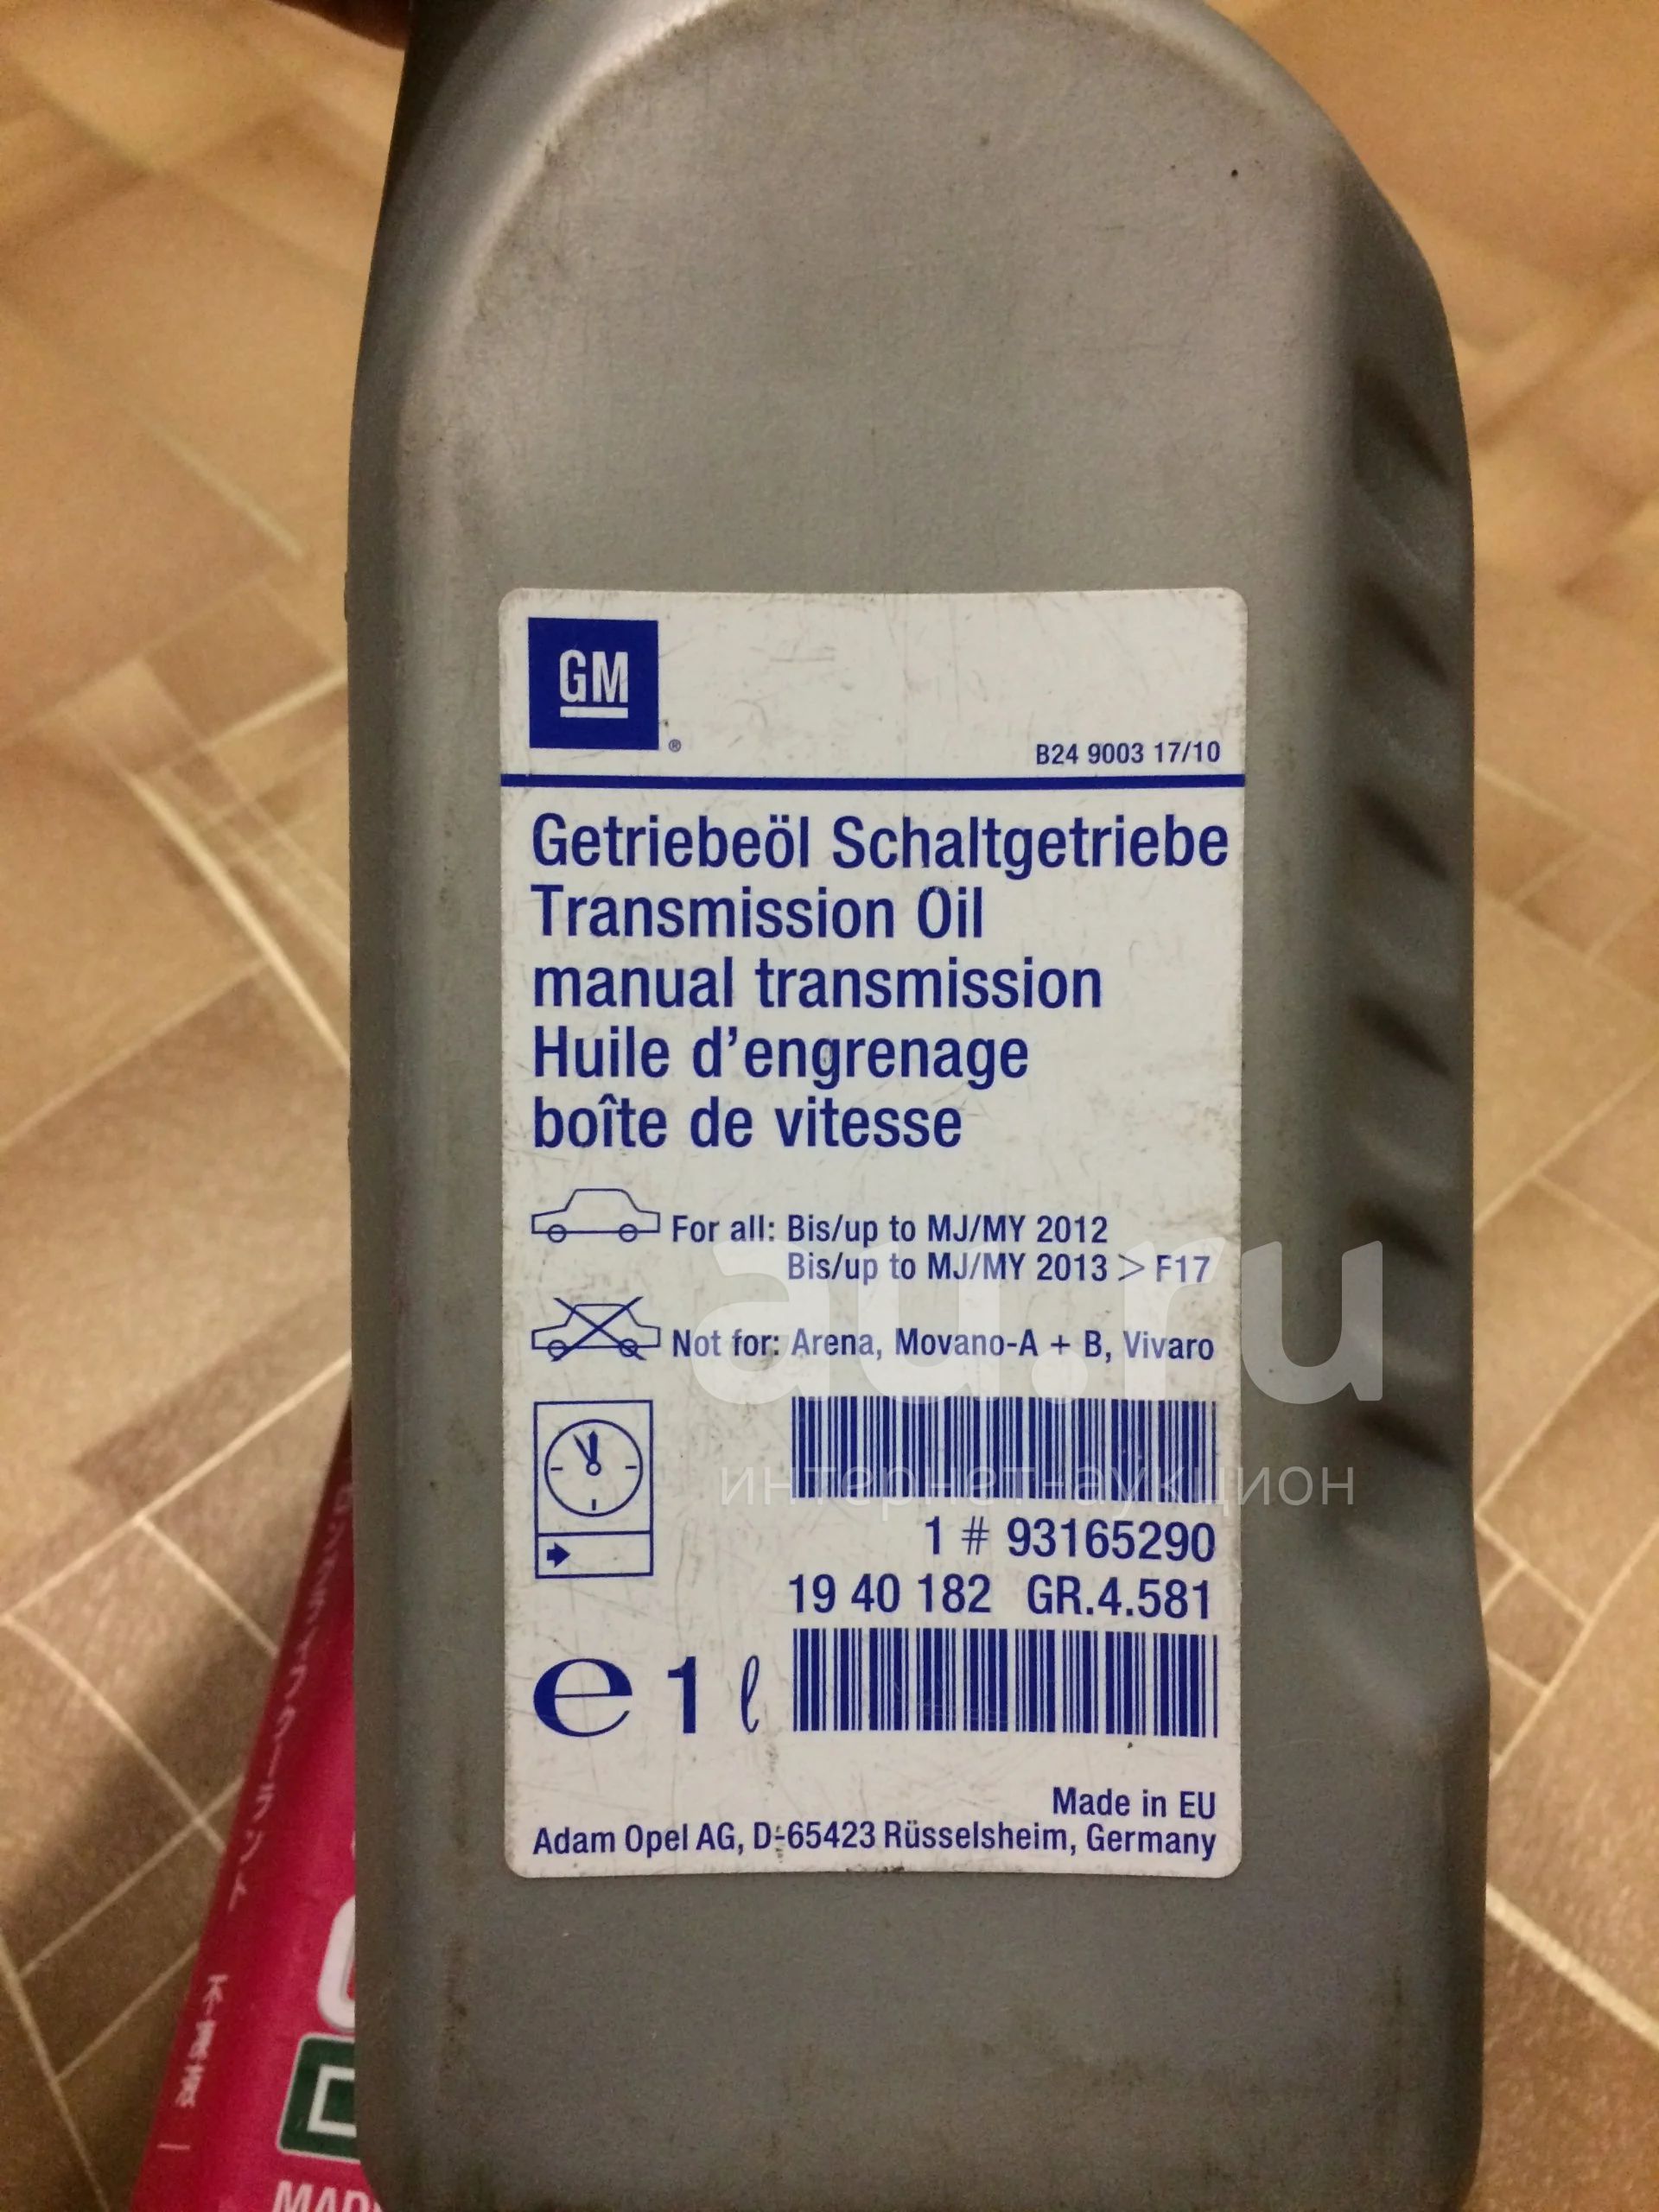 GM
®
B24 9003 17/10
Getriebeöl Schaltgetriebe
Transmission Oil
manual transmission
Huile d'engrenage
boîte de vitesse
For all: Bis/up to MJ/MY 2012
Bis/up to MJ/MY 2013 > F17
Not for: Arena, Movano-A + B, Vivaro
au.ru
интернет-аукцион
1 # 93165290
19 40 182 GR.4.581
e 1 ℓ
Made in EU
Adam Opel AG, D-65423 Rüsselsheim, Germany